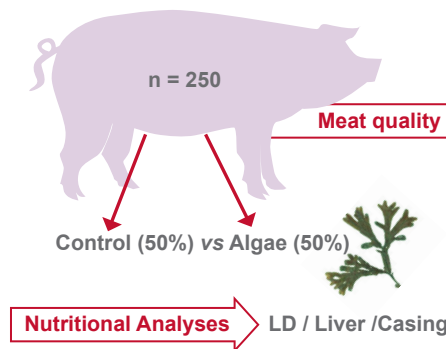 n = 250
Meat quality
Control (50%) vs Algae (50%)
Nutritional Analyses
LD / Liver /Casing